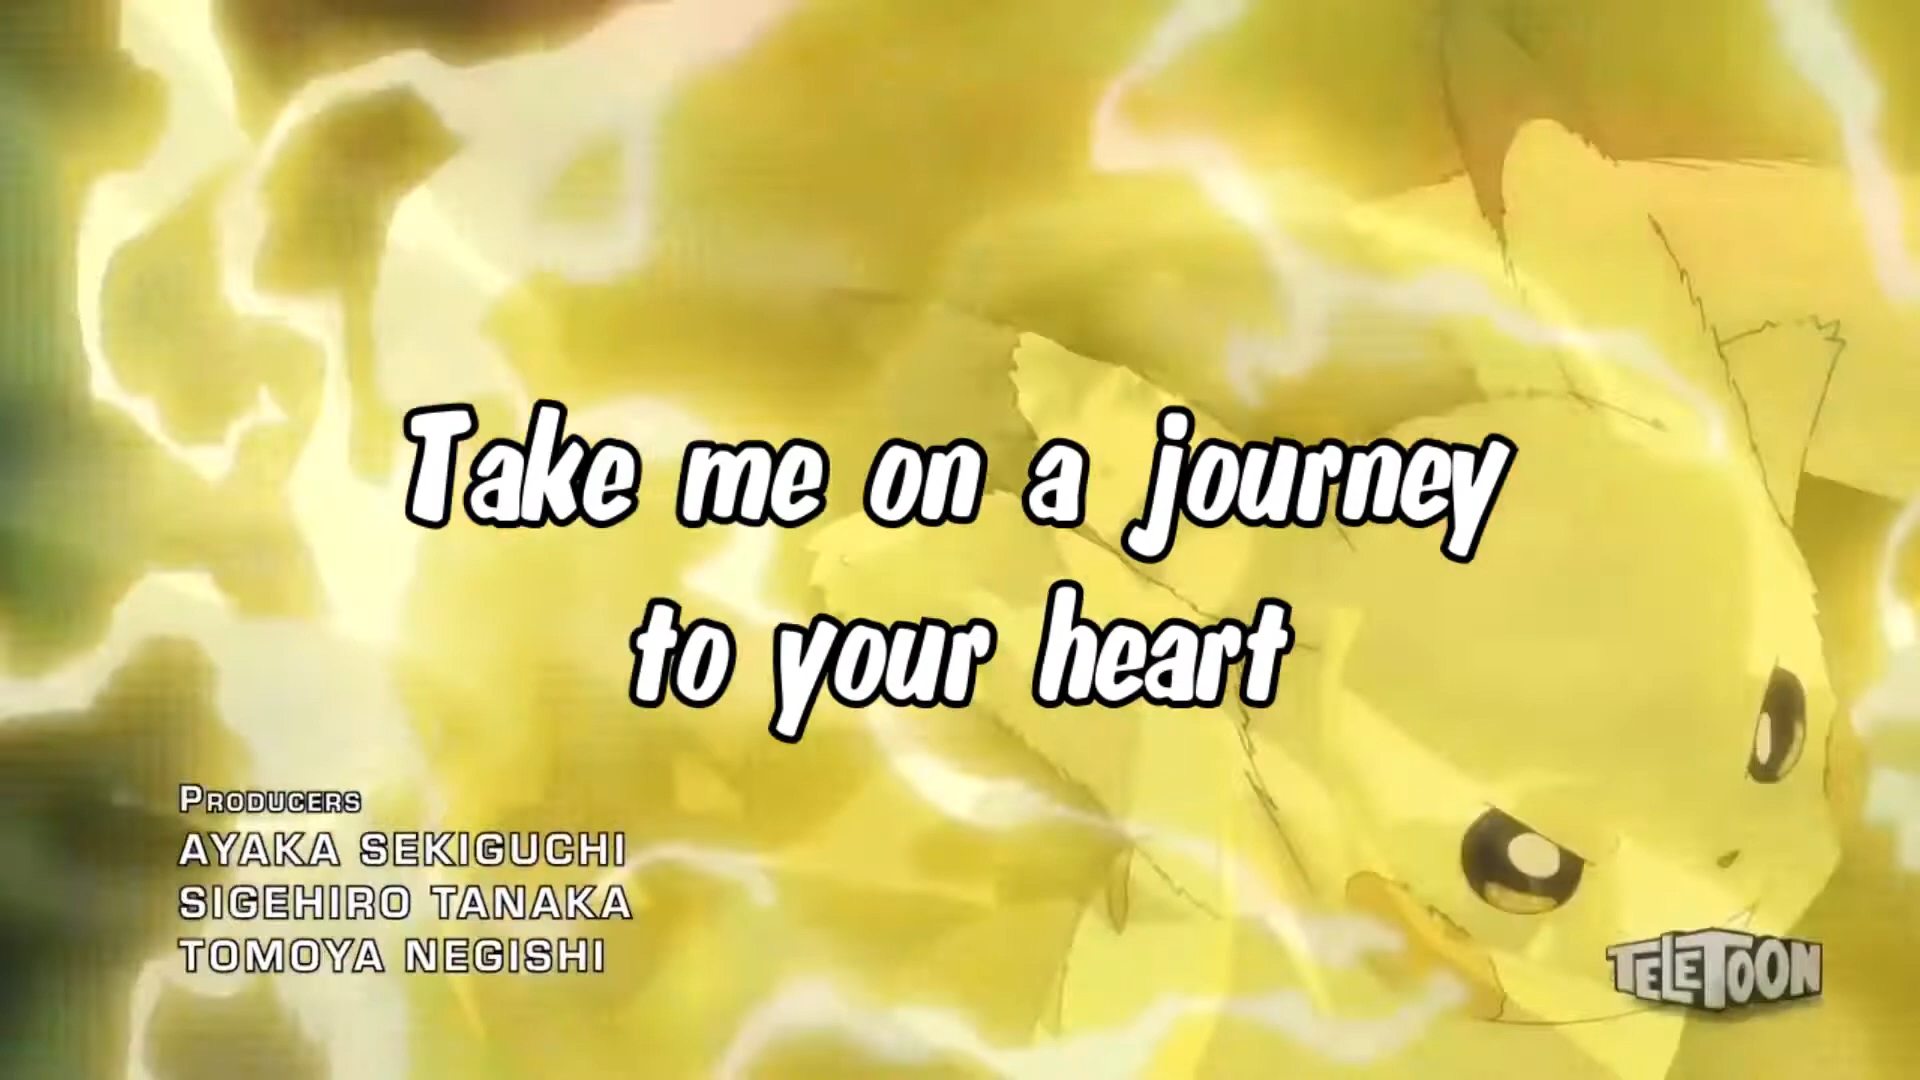 Take me on a journey
to your heart
PRODUCERS
AYAKA SEKIGUCHI
SIGEHIRO TANAKA
TOMOYA NEGISHI
TELETOON